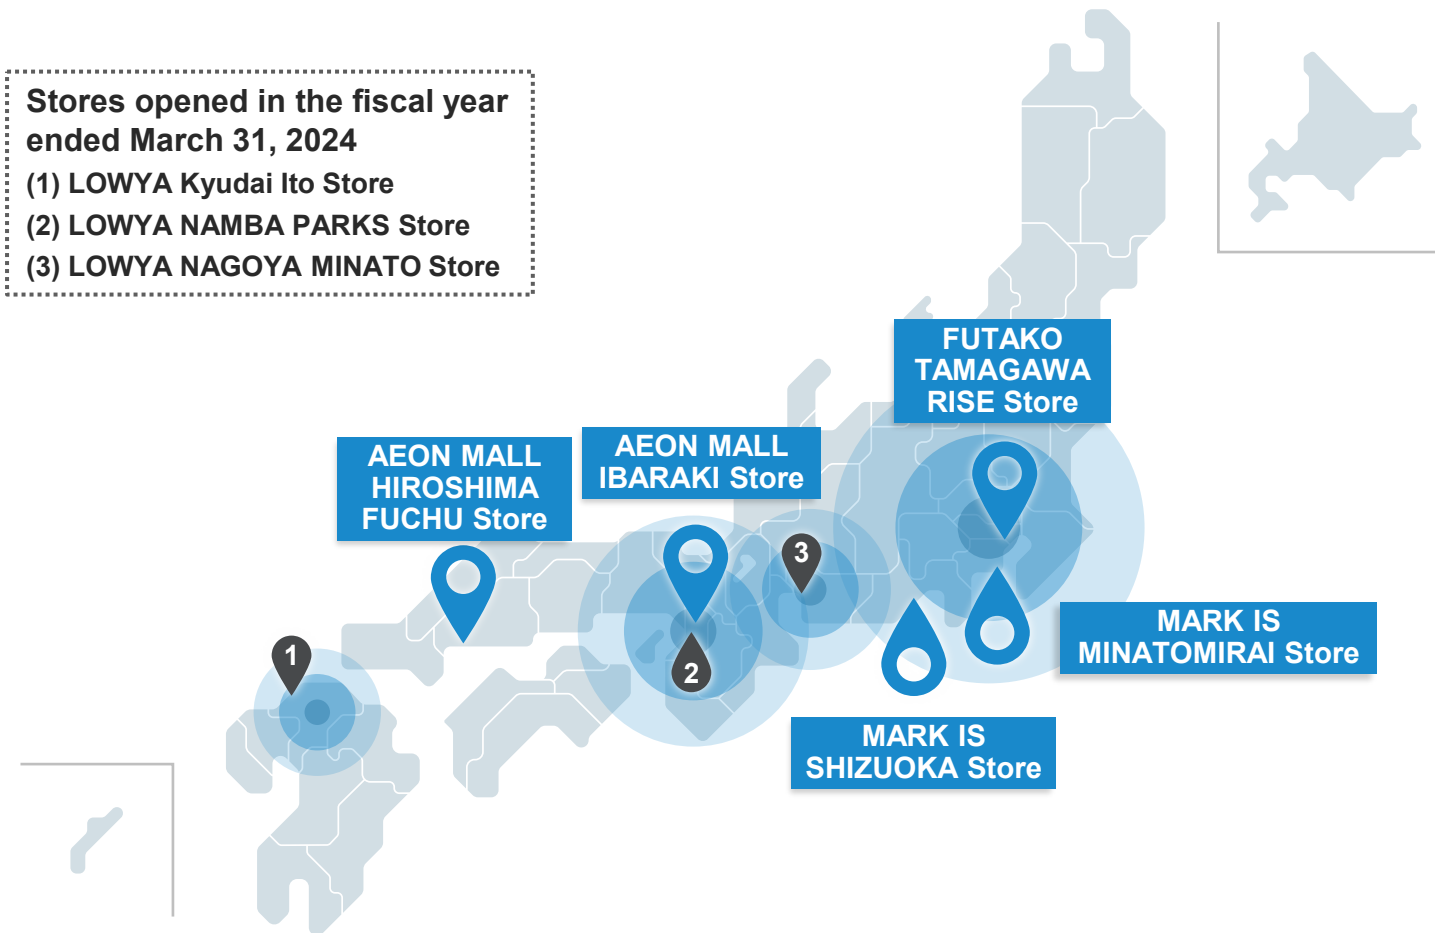 Stores opened in the fiscal year
ended March 31, 2024
(1) LOWYA Kyudai Ito Store
(2) LOWYA NAMBA PARKS Store
(3) LOWYA NAGOYA MINATO Store
FUTAKO
TAMAGAWA
RISE Store
AEON MALL
IBARAKI Store
AEON MALL
HIROSHIMA
FUCHU Store
3
1
2
MARK IS
MINATOMIRAI Store
MARK IS
SHIZUOKA Store